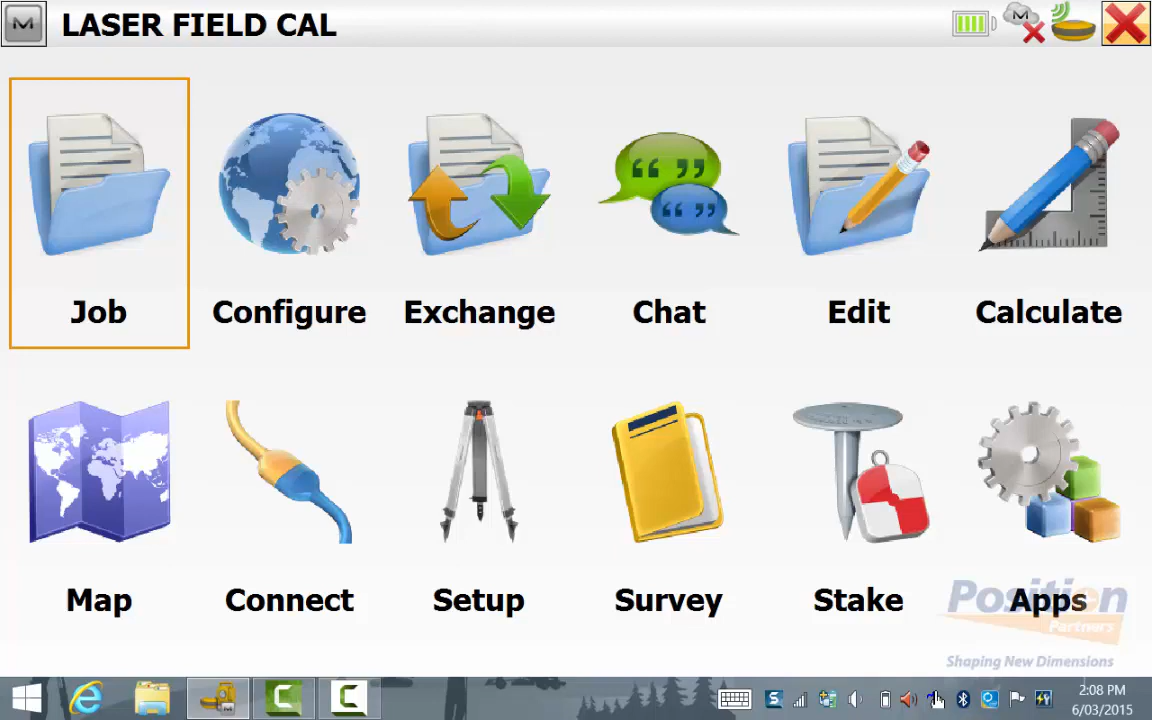 LASER FIELD CAL
Job
Configure
Exchange
Chat
Edit
Calculate
Map
Connect
Setup
Survey
Stake
Apps
Position
Partners
Shaping New Dimensions
2:08 PM
6/03/2015